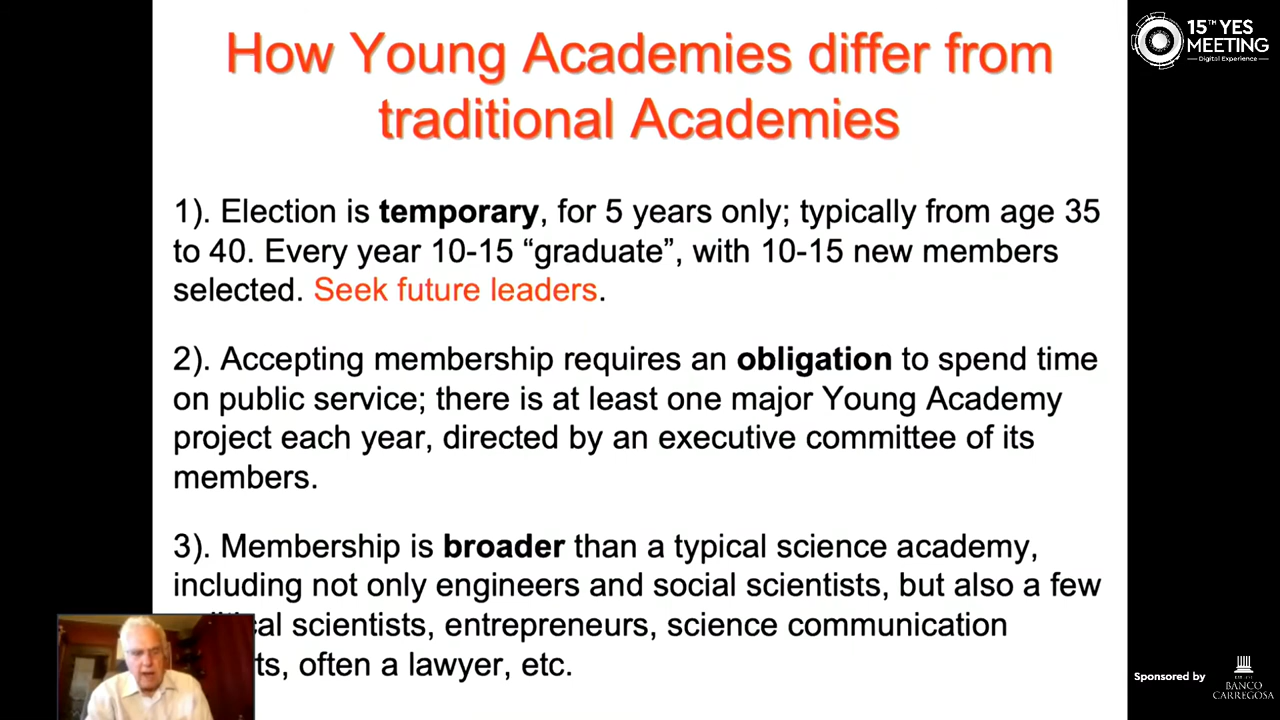 How Young Academies differ from
traditional Academies
1). Election is temporary, for 5 years only; typically from age 35
to 40. Every year 10-15 “graduate”, with 10-15 new members
selected. Seek future leaders.
2). Accepting membership requires an obligation to spend time
on public service; there is at least one major Young Academy
project each year, directed by an executive committee of its
members.
3). Membership is broader than a typical science academy,
including not only engineers and social scientists, but also a few
scientists, entrepreneurs, science communication
often a lawyer, etc.
15TH YES
MEETING
Digital Experience
Sponsored by
BANCO
CARREGOSA